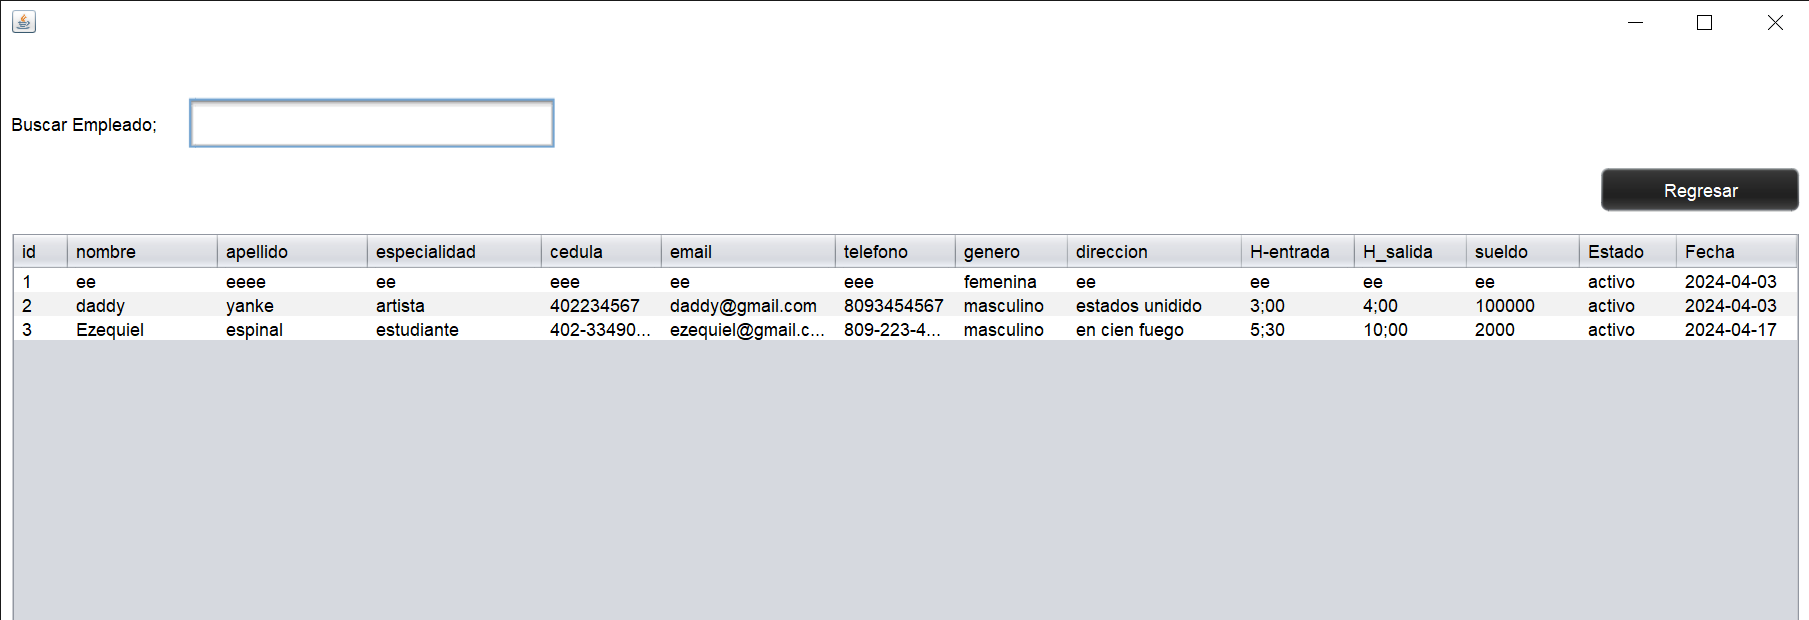 Buscar Empleado;
Regresar
id nombre apellido especialidad cedula email telefono genero direccion H-entrada H_salida sueldo Estado Fecha
1 ee eeee ee eee ee eee femenina ee ee ee ee activo 2024-04-03
2 daddy yanke artista 402234567 daddy@gmail.com 8093454567 masculino estados unidido 3;00 4;00 100000 activo 2024-04-03
3 Ezequiel espinal estudiante 402-33490... ezequiel@gmail.c... 809-223-4... masculino en cien fuego 5;30 10;00 2000 activo 2024-04-17